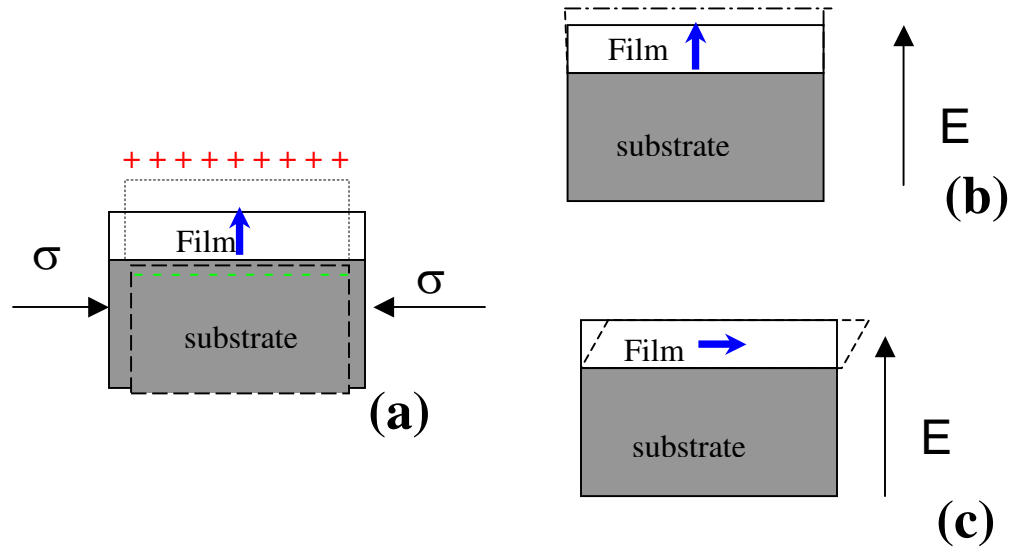 + + + + + + + + +
Film
σ
σ
substrate
(a)
Film
substrate
E
(b)
Film
substrate
E
(c)